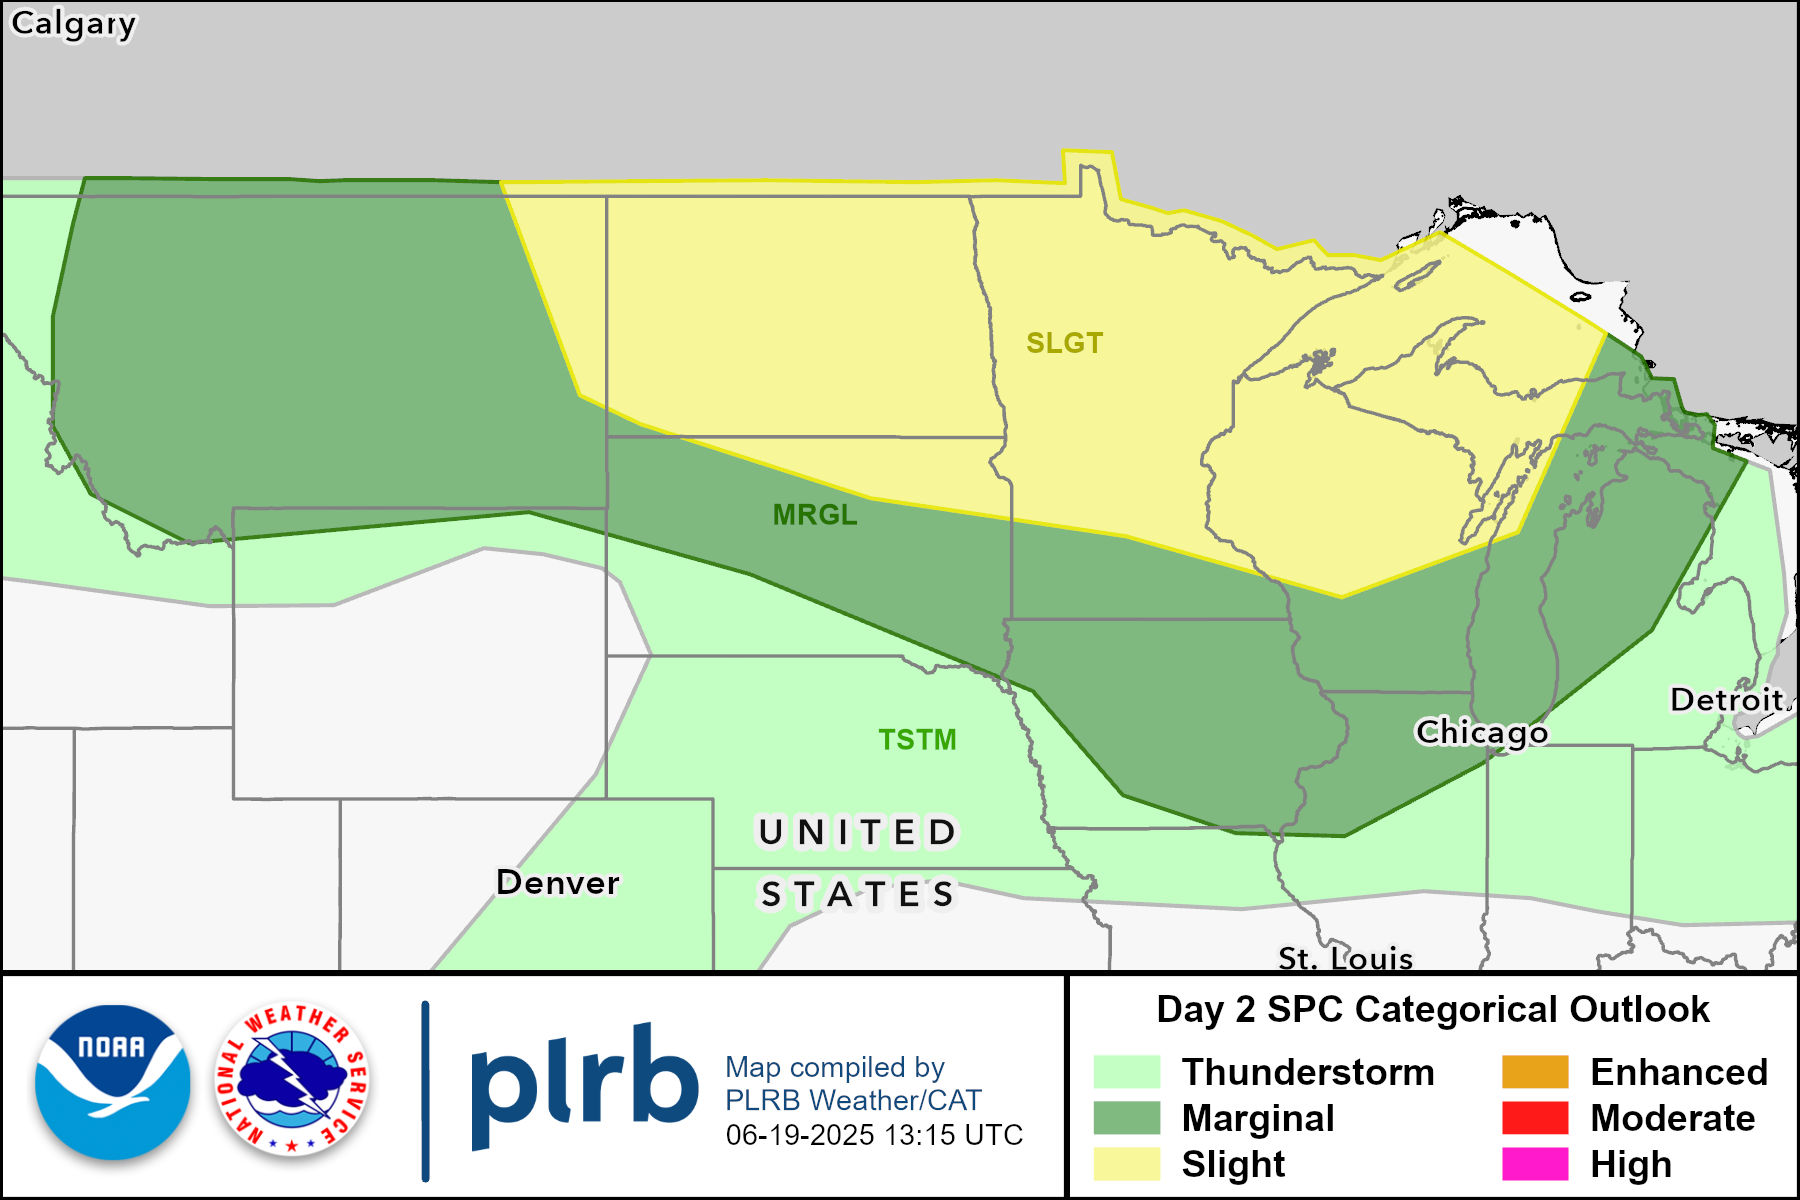 Calgary
SLGT
MRGL
Detroit
Chicago
TSTM
UNITED
STATES
Denver
St. Louis
NOAA
NATIONAL WEATHER SERVICE
plrb
Map compiled by
PLRB Weather/CAT
06-19-2025 13:15 UTC
Day 2 SPC Categorical Outlook
Thunderstorm
Marginal
Slight
Enhanced
Moderate
High